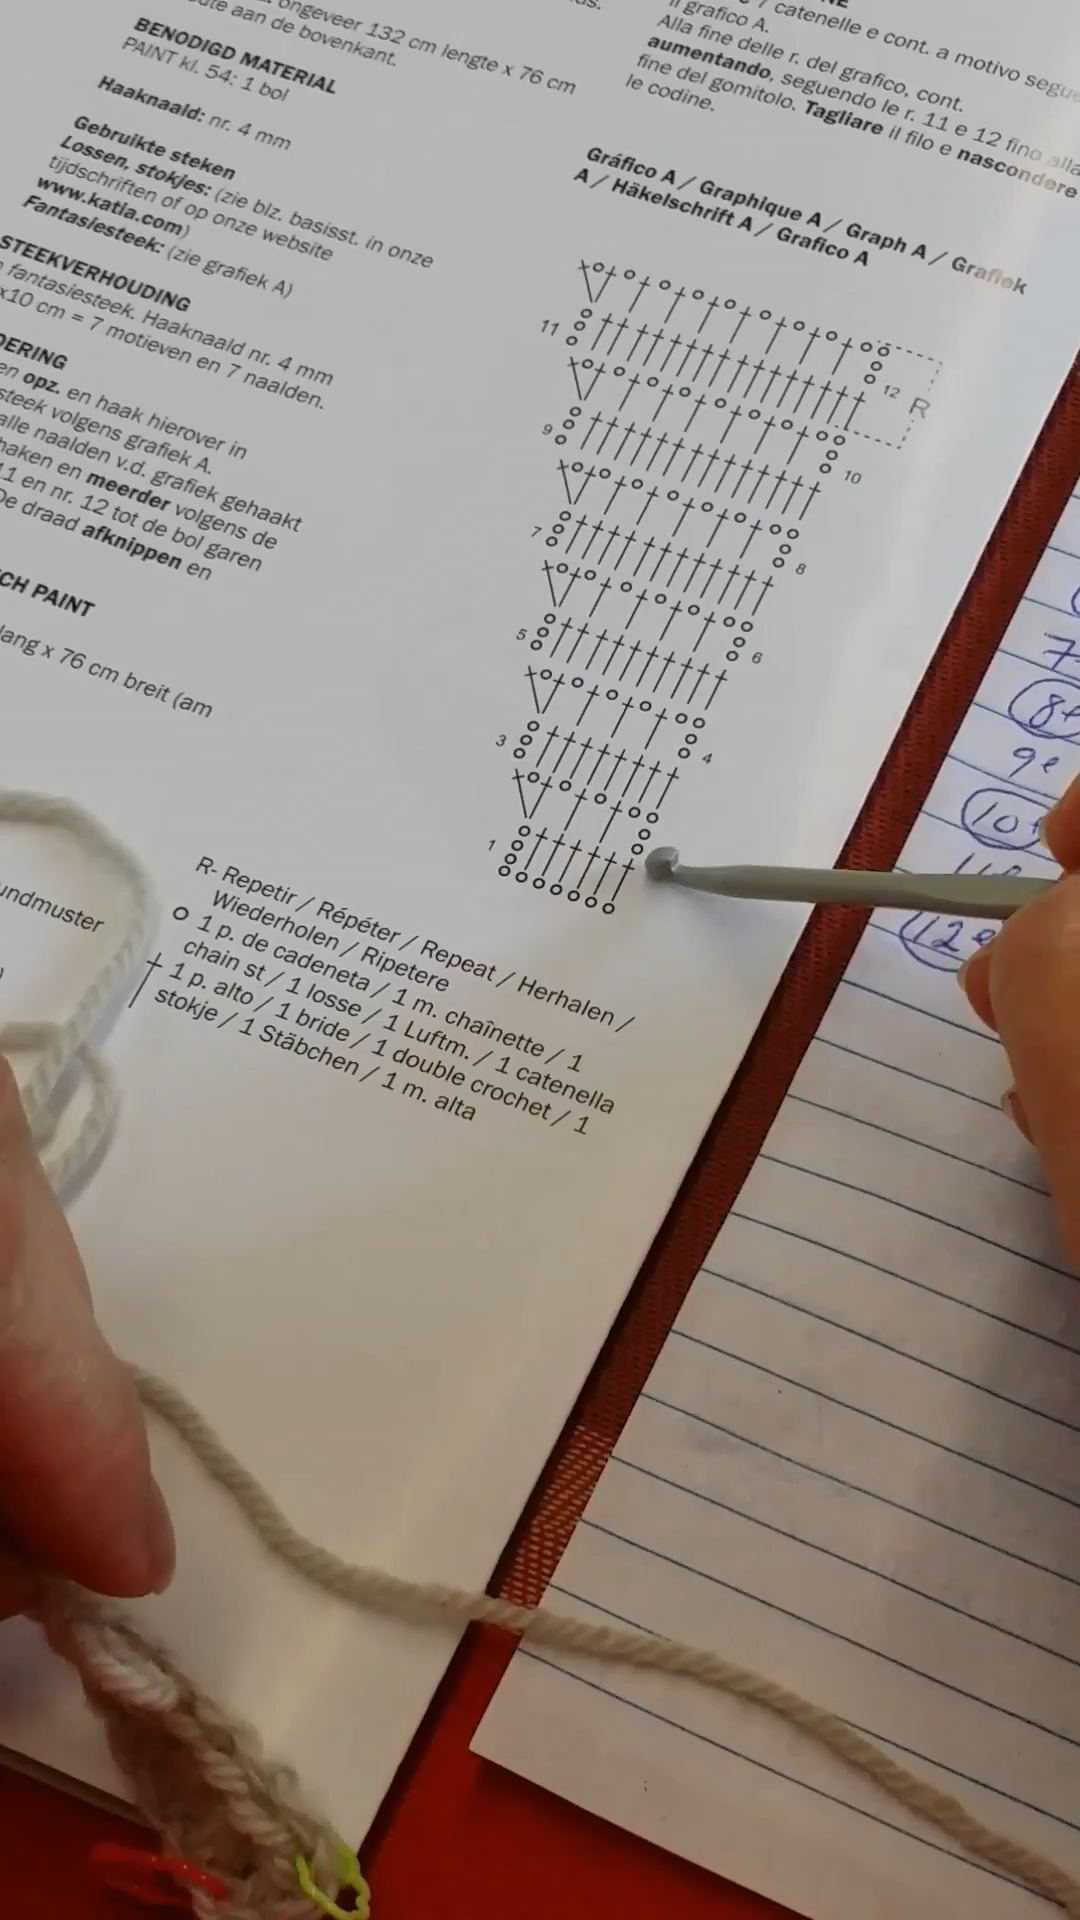 ongeveer 132 cm lengte x 76 cm
aan de bovenkant.
BENODIGD MATERIAL
PAINT kl. 54: 1 bol
Haaknaald: nr. 4 mm
Gebruikte steken
Lossen, stokjes: (zie blz. basisst. in onze
tijdschriften of op onze website
www.katia.com)
Fantasiesteek: (zie grafiek A)
STEEKVERHOUDING
fantasiesteek. Haaknaald nr. 4 mm
x10 cm = 7 motieven en 7 naalden.
en opz. en haak hierover in
steek volgens grafiek A.
alle naalden v.d. grafiek gehaakt
haken en meerder volgens de
11 en nr. 12 tot de bol garen
De draad afknippen en
CH PAINT
lang x 76 cm breit (am
undmuster
catenelle e cont. a motivo
il grafico A.
Alla fine delle r. del grafico, cont.
aumentando, seguendo le r. 11 e 12 fino alla
fine del gomitolo. Tagliare il filo e nascondere
le codine.
Gráfico A / Graphique A / Graph A / Grafiek
A / Häkelschrift A / Grafico A
11
12
R
9
10
7
8
5
6
3
4
1
R- Repetir / Répéter / Repeat / Herhalen /
Wiederholen / Ripetere
1 p. de cadeneta / 1 m. chaînette / 1
chain st / 1 losse / 1 Luftm. / 1 catenella
1 p. alto / 1 bride / 1 double crochet / 1
stokje / 1 Stäbchen / 1 m. alta